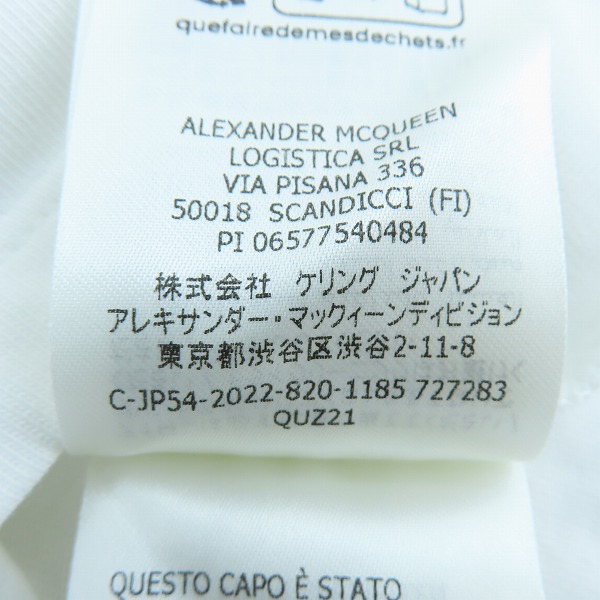 quefairedemesdechets.fr
ALEXANDER MCQUEEN
LOGISTICA SRL
VIA PISANA 336
50018 SCANDICCI (FI)
PI 06577540484
株式会社 ケリング ジャパン
アレキサンダー・マックィーンディビジョン
東京都渋谷区渋谷2-11-8
C-JP54-2022-820-1185 727283
QUZ21
QUESTO CAPO È STATO